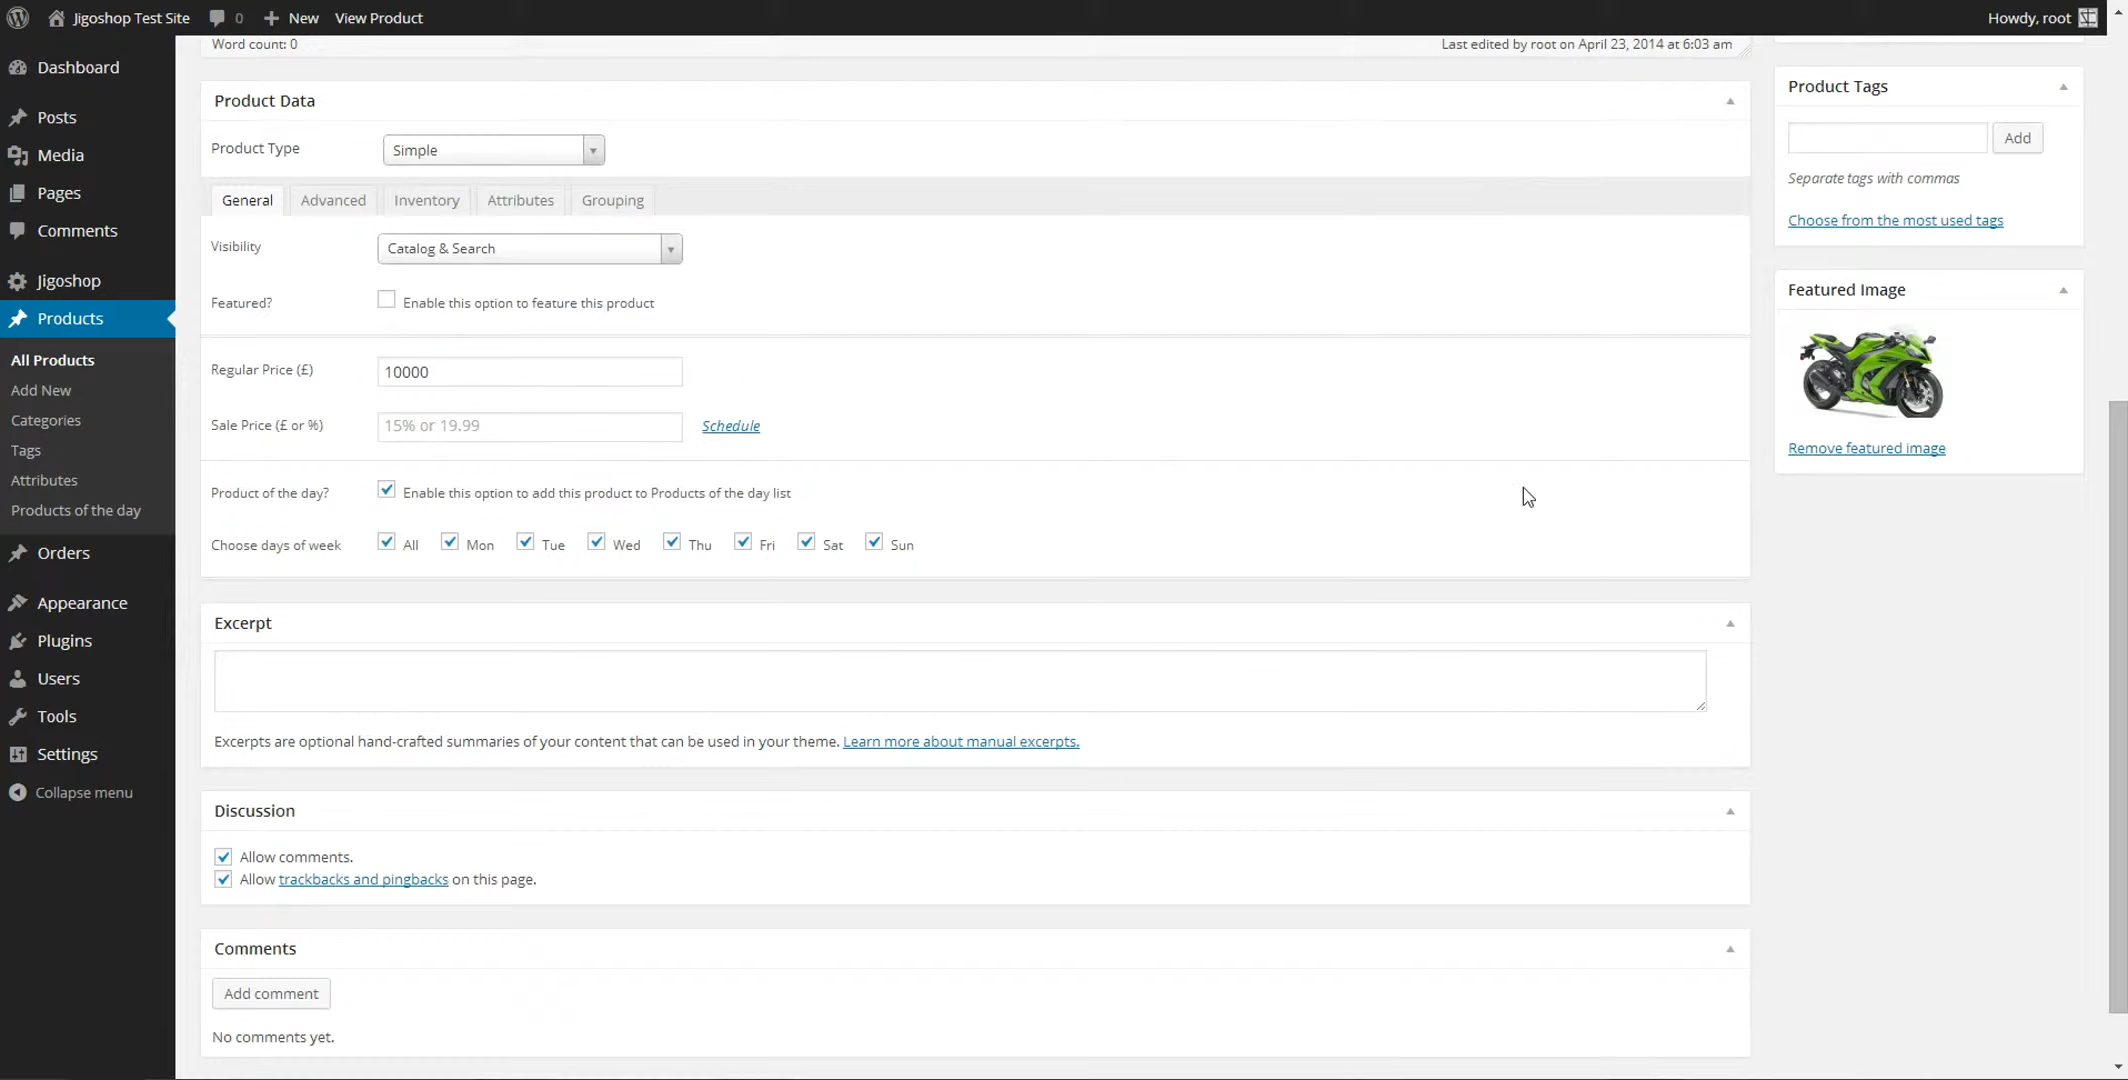 Jigoshop Test Site 0 New View Product Howdy, root
Word count: 0 Last edited by root on April 23, 2014 at 6:03 am
Dashboard
Posts
Media
Pages
Comments
Jigoshop
Products
All Products
Add New
Categories
Tags
Attributes
Products of the day
Orders
Appearance
Plugins
Users
Tools
Settings
Collapse menu
Product Data
Product Type Simple
General Advanced Inventory Attributes Grouping
Visibility Catalog & Search
Featured? Enable this option to feature this product
Regular Price (£) 10000
Sale Price (£ or %) 15% or 19.99 Schedule
Product of the day? Enable this option to add this product to Products of the day list
Choose days of week All Mon Tue Wed Thu Fri Sat Sun
Excerpt
Excerpts are optional hand-crafted summaries of your content that can be used in your theme. Learn more about manual excerpts.
Discussion
Allow comments.
Allow trackbacks and pingbacks on this page.
Comments
Add comment
No comments yet.
Product Tags
Add
Separate tags with commas
Choose from the most used tags
Featured Image
Remove featured image